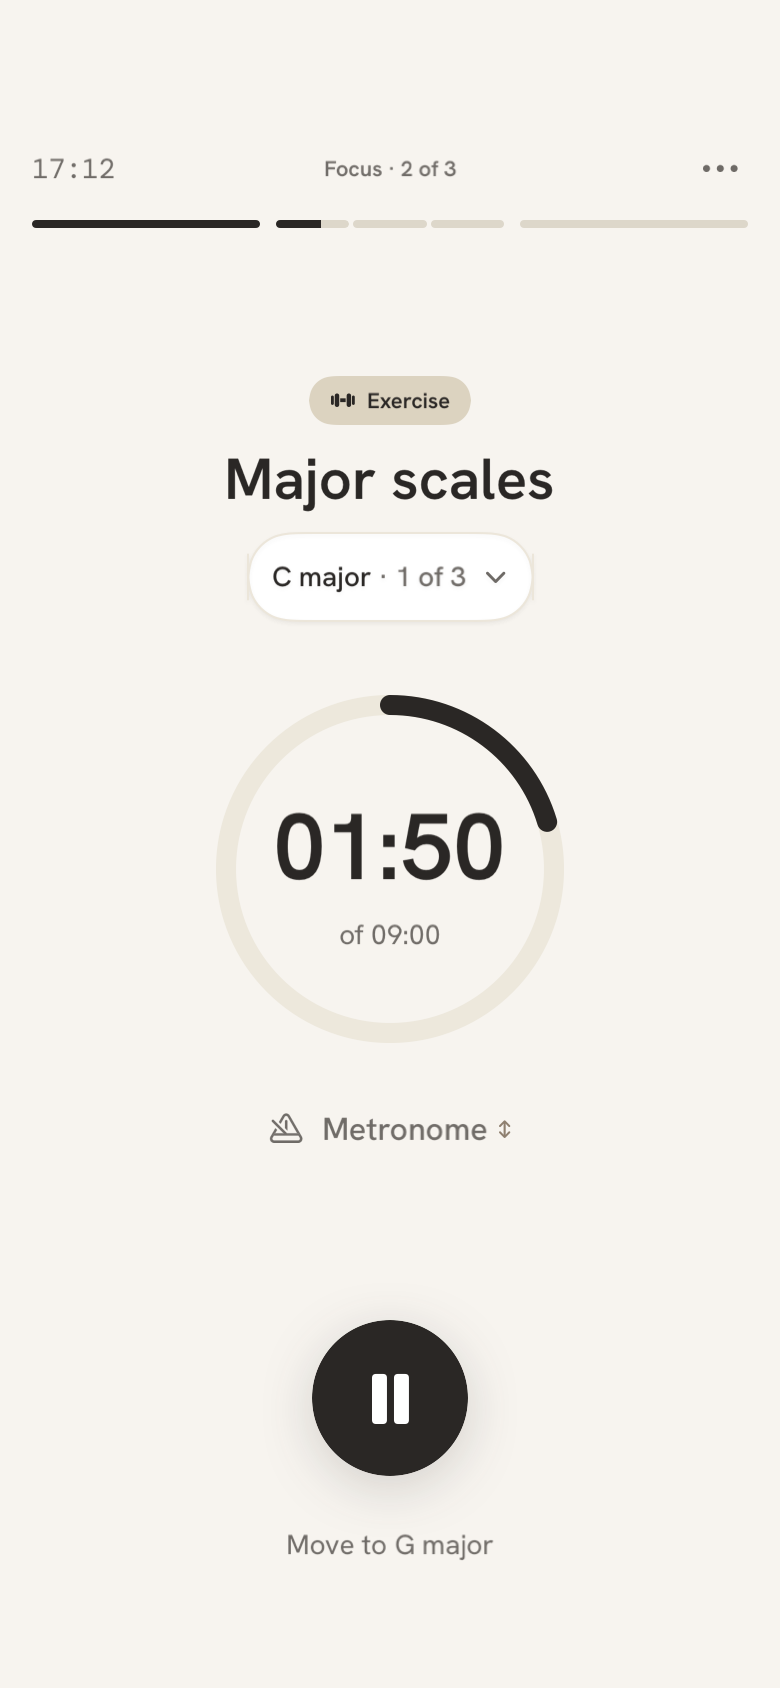 17:12
Focus · 2 of 3
Exercise
Major scales
C major · 1 of 3
01:50
of 09:00
Metronome
Move to G major